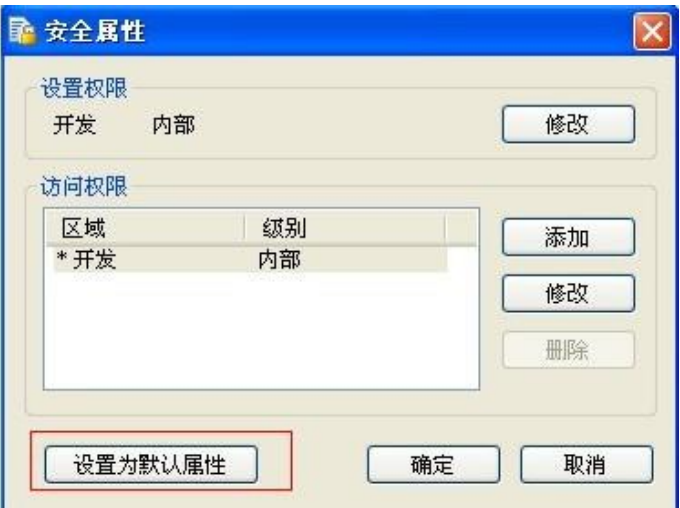 安全属性
设置权限
开发 内部 修改
访问权限
区域 级别
* 开发 内部
添加
修改
删除
设置为默认属性 确定 取消